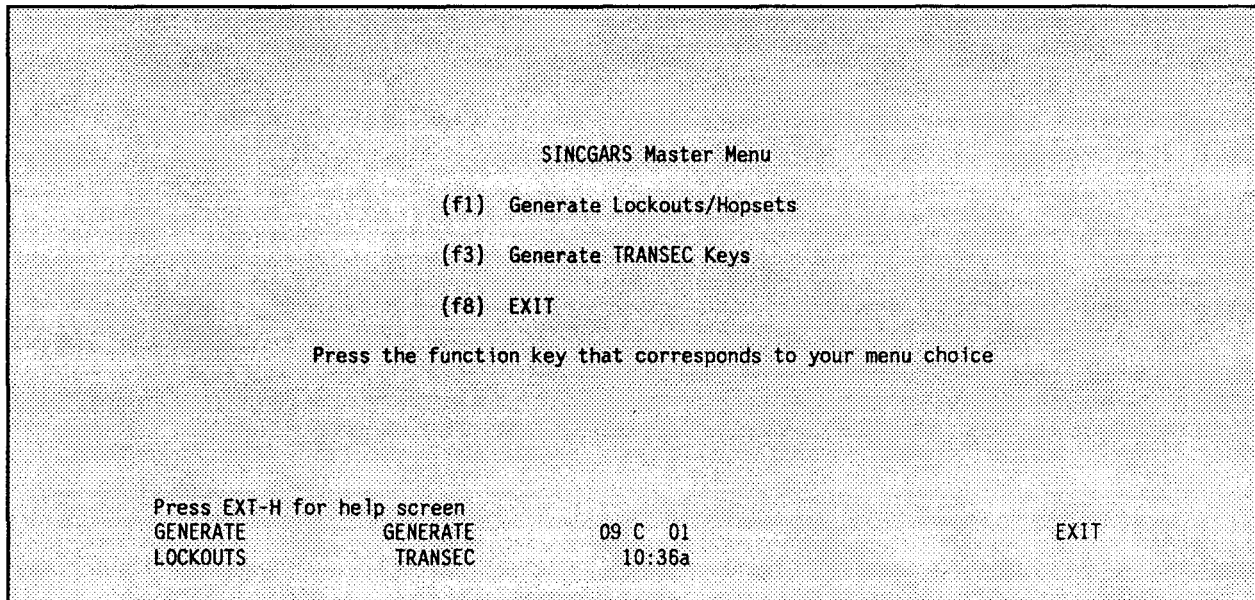 SINCGARS Master Menu
(f1) Generate Lockouts/Hopsets
(f3) Generate TRANSEC Keys
(f8) EXIT
Press the function key that corresponds to your menu choice
Press EXT-H for help screen
GENERATE GENERATE 09 C 01 EXIT
LOCKOUTS TRANSEC 10:36a